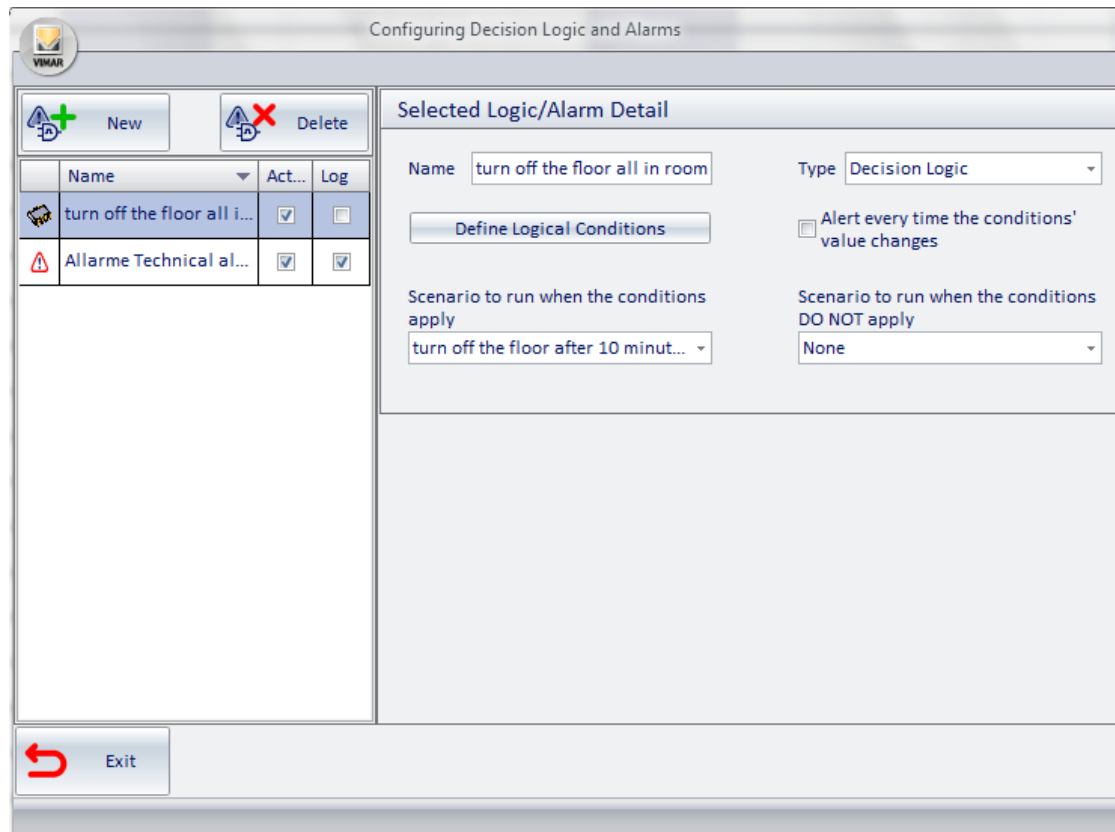 Configuring Decision Logic and Alarms
VIMAR
New
Delete
Name
Act...
Log
turn off the floor all i...
Allarme Technical al...
Selected Logic/Alarm Detail
Name
turn off the floor all in room
Type
Decision Logic
Define Logical Conditions
Alert every time the conditions'
value changes
Scenario to run when the conditions
apply
turn off the floor after 10 minut...
Scenario to run when the conditions
DO NOT apply
None
Exit